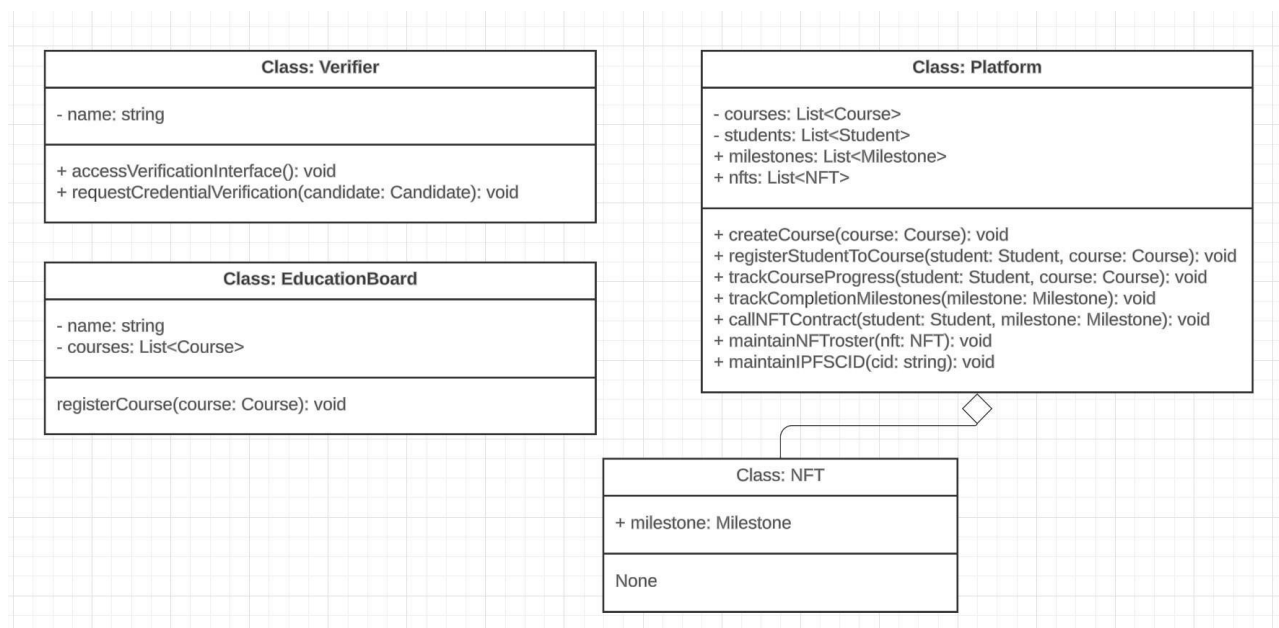 Class: Verifier
- name: string
+ accessVerificationInterface(): void
+ requestCredentialVerification(candidate: Candidate): void
Class: EducationBoard
- name: string
- courses: List<Course>
registerCourse(course: Course): void
Class: Platform
- courses: List<Course>
- students: List<Student>
+ milestones: List<Milestone>
+ nfts: List<NFT>
+ createCourse(course: Course): void
+ registerStudentToCourse(student: Student, course: Course): void
+ trackCourseProgress(student: Student, course: Course): void
+ trackCompletionMilestones(milestone: Milestone): void
+ callNFTContract(student: Student, milestone: Milestone): void
+ maintainNFTroster(nft: NFT): void
+ maintainIPFSCID(cid: string): void
Class: NFT
+ milestone: Milestone
None